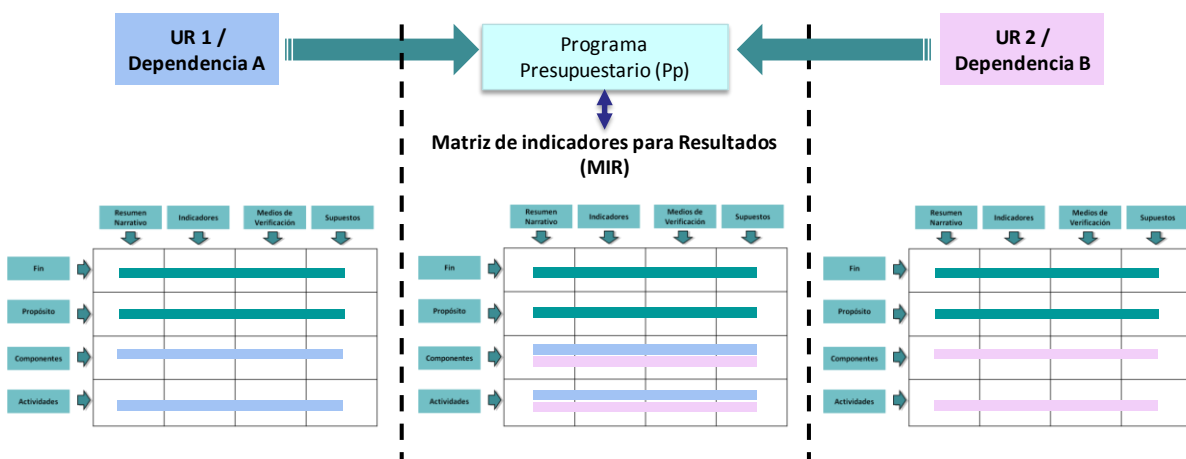 UR 1 /
Dependencia A
Programa
Presupuestario (Pp)
UR 2 /
Dependencia B
Matriz de indicadores para Resultados
(MIR)
Resumen
Narrativo
Indicadores
Medios de
Verificación
Supuestos
Fin
Propósito
Componentes
Actividades
Resumen
Narrativo
Indicadores
Medios de
Verificación
Supuestos
Fin
Propósito
Componentes
Actividades
Resumen
Narrativo
Indicadores
Medios de
Verificación
Supuestos
Fin
Propósito
Componentes
Actividades